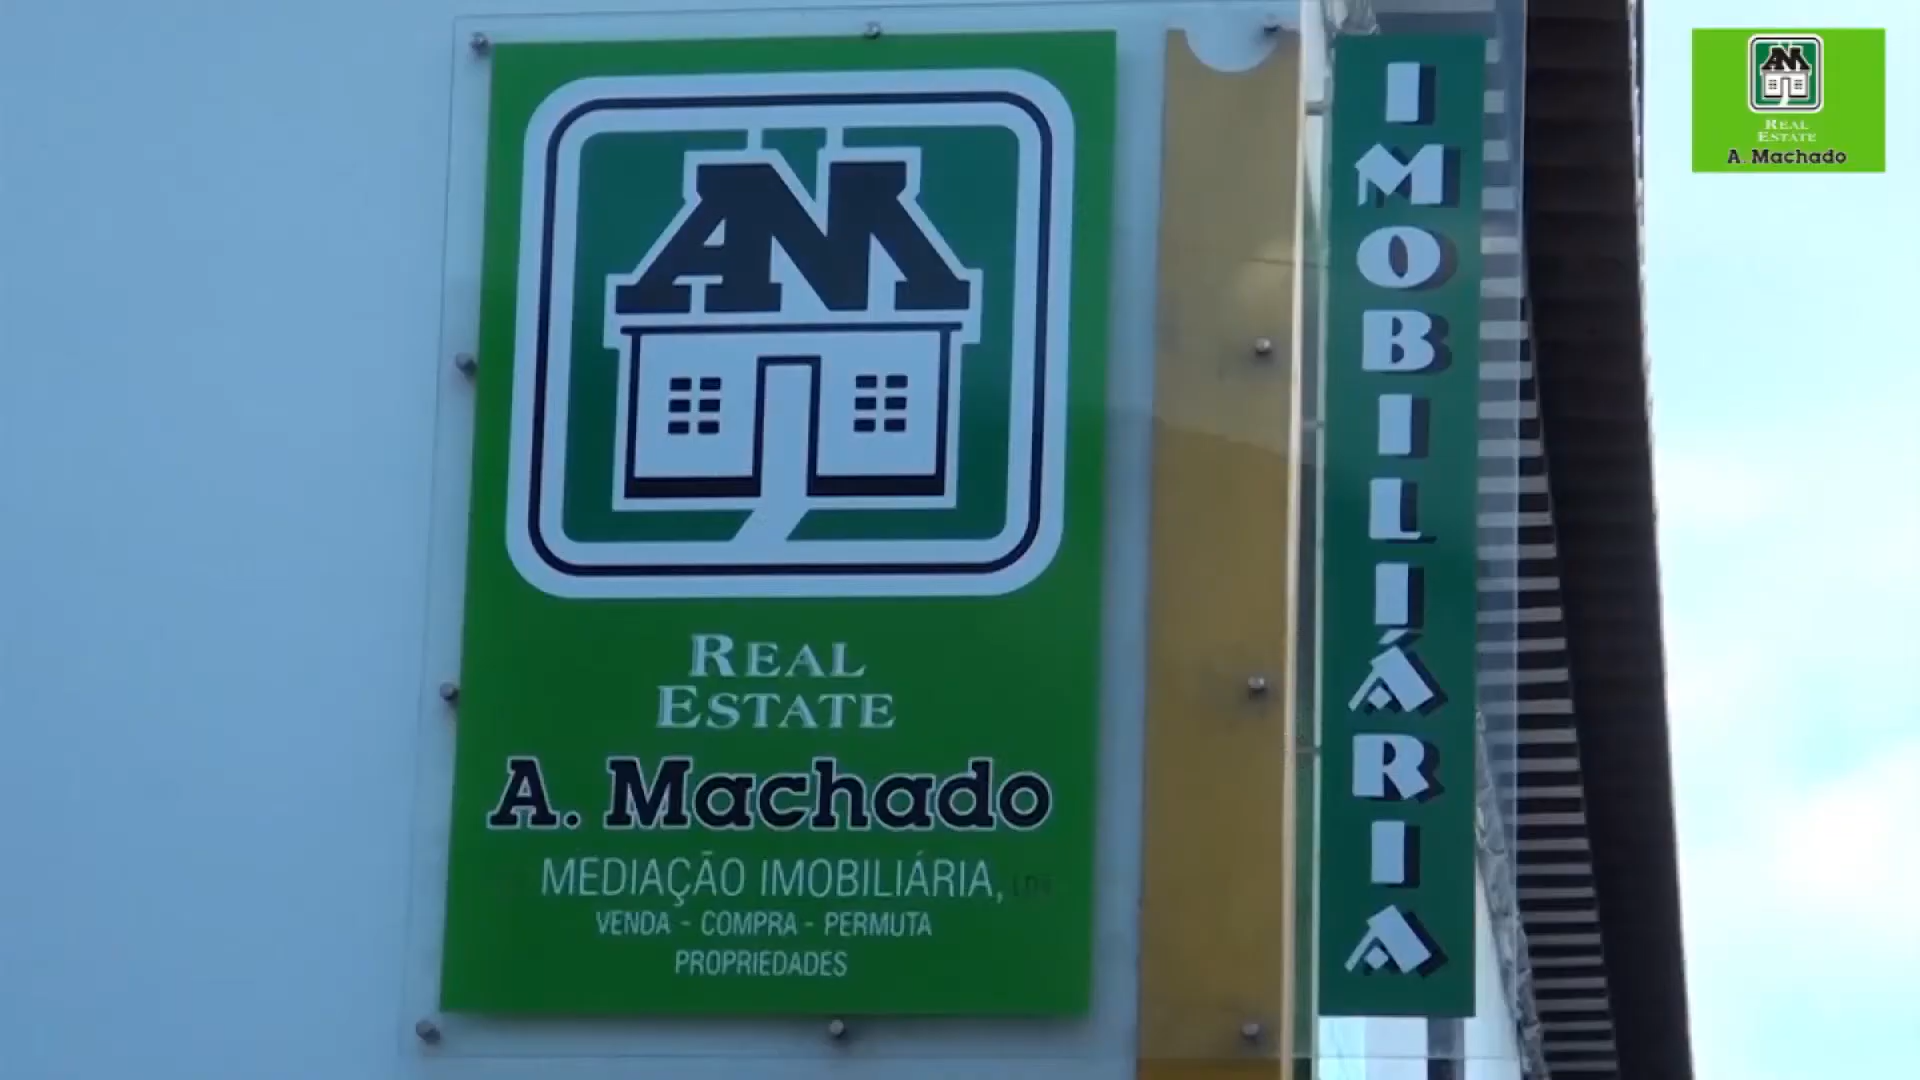 AM
REAL
ESTATE
A. Machado
MEDIAÇÃO IMOBILIÁRIA,
VENDA - COMPRA - PERMUTA
PROPRIEDADES
IMOBILIÁRIA
AM
REAL
ESTATE
A. Machado